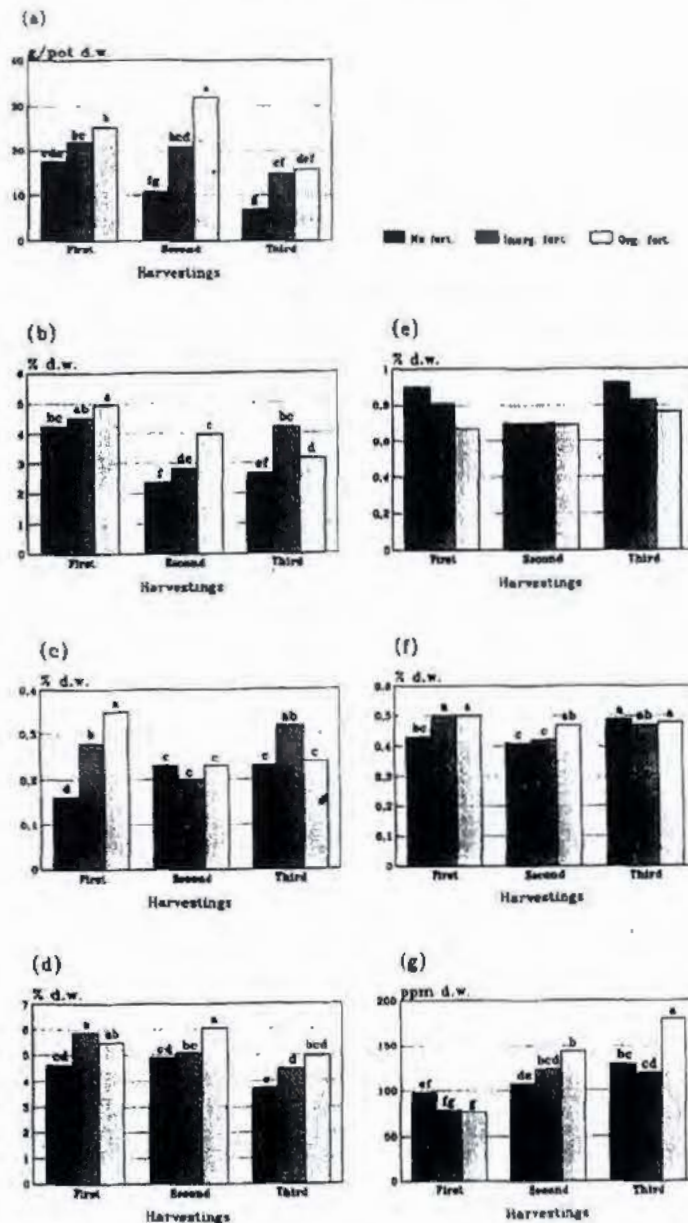 (a)
g/pot d.w.
40
30
20
10
0
cde bc b
fg bcd a
g ef def
First Second Third
Harvestings
No fert. Inorg. fert. Org. fert.
(b)
% d.w.
6
5
4
3
2
1
0
bc ab a
f de c
ef bc d
First Second Third
Harvestings
(e)
% d.w.
1
0.8
0.6
0.4
0.2
0
First Second Third
Harvestings
(c)
% d.w.
0.4
0.3
0.2
0.1
0
d b a
c c c
c ab c
First Second Third
Harvestings
(f)
% d.w.
0.6
0.5
0.4
0.3
0.2
0.1
0
bc a a
c c ab
a ab a
First Second Third
Harvestings
(d)
% d.w.
7
6
5
4
3
2
1
0
cd a ab
cd bc a
e d bcd
First Second Third
Harvestings
(g)
ppm d.w.
200
150
100
50
0
ef fg g
de bcd b
bc cd a
First Second Third
Harvestings